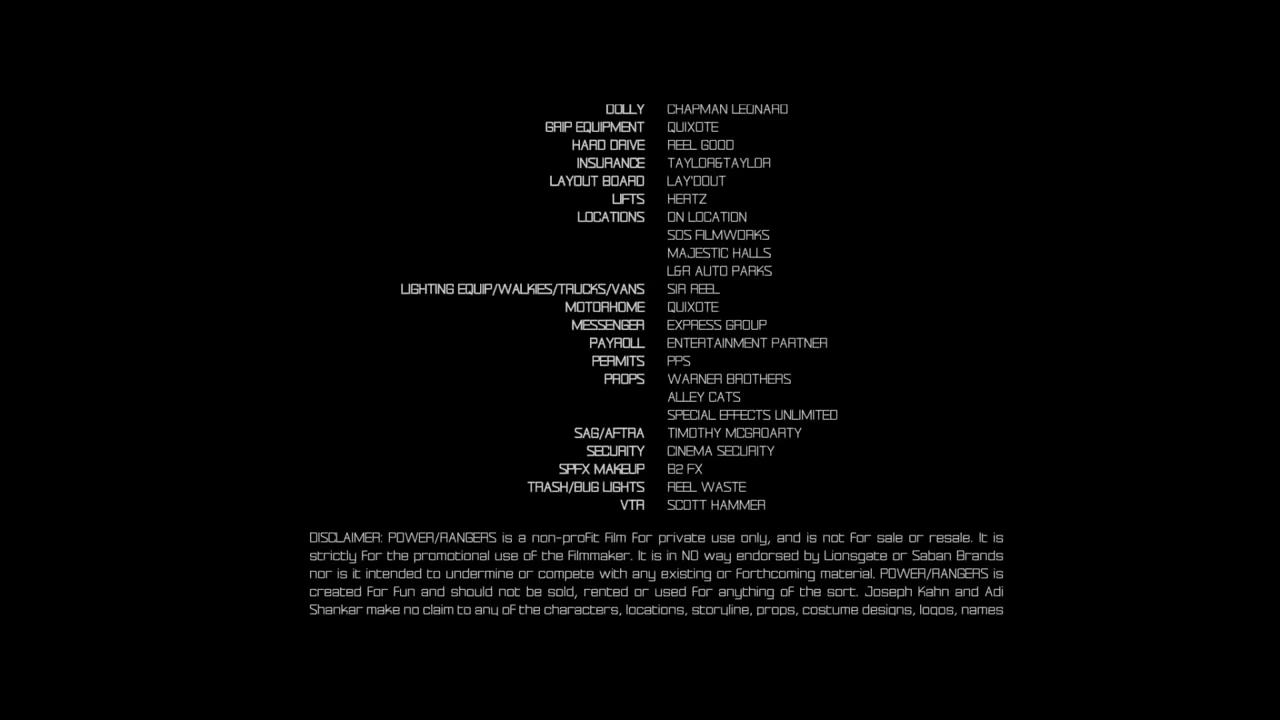 DOLLY CHAPMAN LEONARD
GRIP EQUIPMENT QUIXOTE
HARD DRIVE REEL GOOD
INSURANCE TAYLOR&TAYLOR
LAYOUT BOARD LAY'DOUT
LIFTS HERTZ
LOCATIONS ON LOCATION
SOS FILMWORKS
MAJESTIC HALLS
L&R AUTO PARKS
LIGHTING EQUIP/WALKIES/TRUCKS/VANS SIR REEL
MOTORHOME QUIXOTE
MESSENGER EXPRESS GROUP
PAYROLL ENTERTAINMENT PARTNER
PERMITS PPS
PROPS WARNER BROTHERS
ALLEY CATS
SPECIAL EFFECTS UNLIMITED
SAG/AFTRA TIMOTHY MCGROARTY
SECURITY CINEMA SECURITY
SPFX MAKEUP B2 FX
TRASH/BUG LIGHTS REEL WASTE
VTR SCOTT HAMMER
DISCLAIMER: POWER/RANGERS is a non-profit film for private use only, and is not for sale or resale. It is
strictly for the promotional use of the filmmaker. It is in NO way endorsed by Lionsgate or Saban Brands
nor is it intended to undermine or compete with any existing or forthcoming material. POWER/RANGERS is
created for fun and should not be sold, rented or used for anything of the sort. Joseph Kahn and Adi
Shankar make no claim to any of the characters, locations, storyline, props, costume designs, logos, names